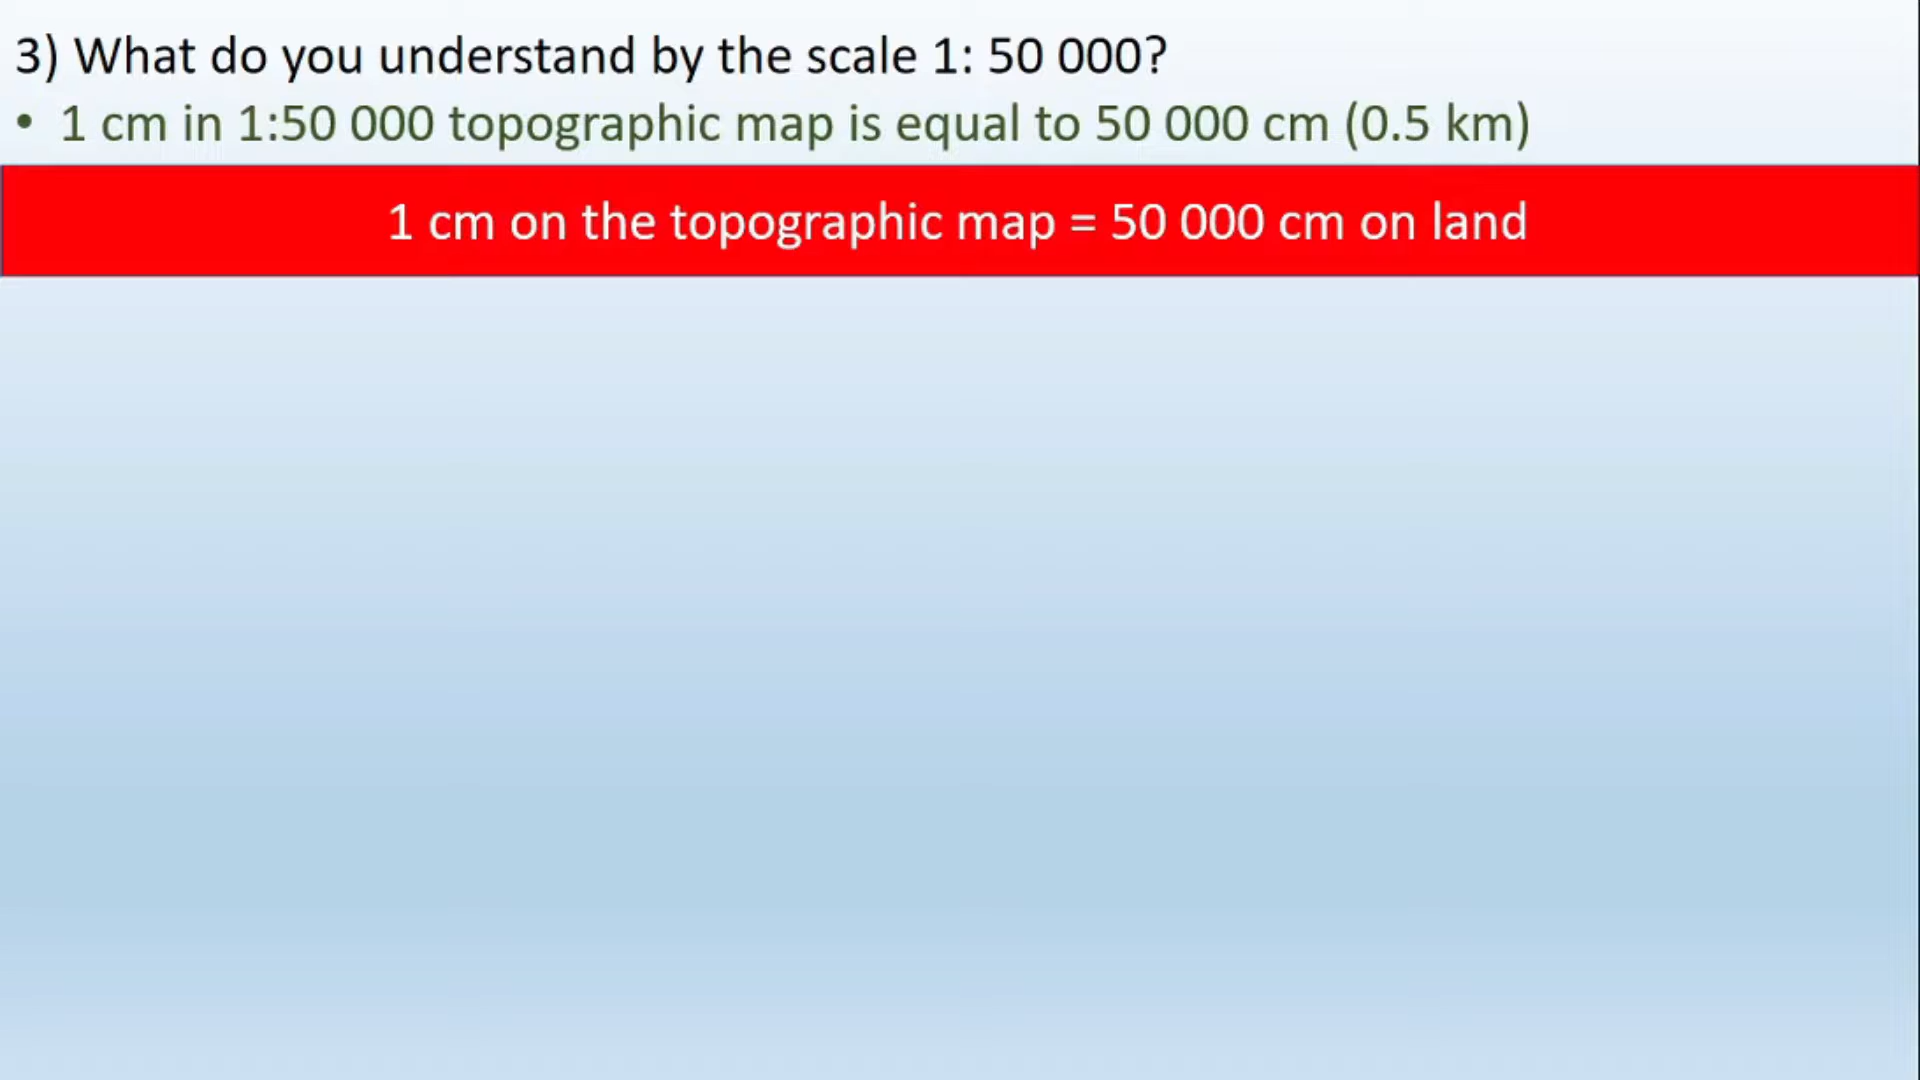 3) What do you understand by the scale 1: 50 000?
• 1 cm in 1:50 000 topographic map is equal to 50 000 cm (0.5 km)
1 cm on the topographic map = 50 000 cm on land